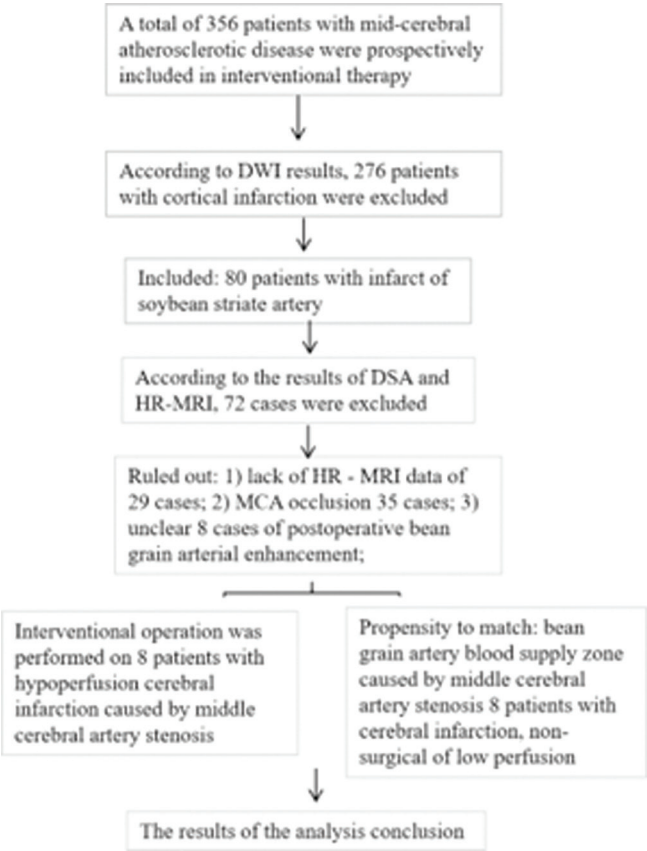 A total of 356 patients with mid-cerebral
atherosclerotic disease were prospectively
included in interventional therapy
According to DWI results, 276 patients
with cortical infarction were excluded
Included: 80 patients with infarct of
soybean striate artery
According to the results of DSA and
HR-MRI, 72 cases were excluded
Ruled out: 1) lack of HR - MRI data of
29 cases; 2) MCA occlusion 35 cases; 3)
unclear 8 cases of postoperative bean
grain arterial enhancement;
Interventional operation was
performed on 8 patients with
hypoperfusion cerebral
infarction caused by middle
cerebral artery stenosis
Propensity to match: bean
grain artery blood supply zone
caused by middle cerebral
artery stenosis 8 patients with
cerebral infarction, non-
surgical of low perfusion
The results of the analysis conclusion